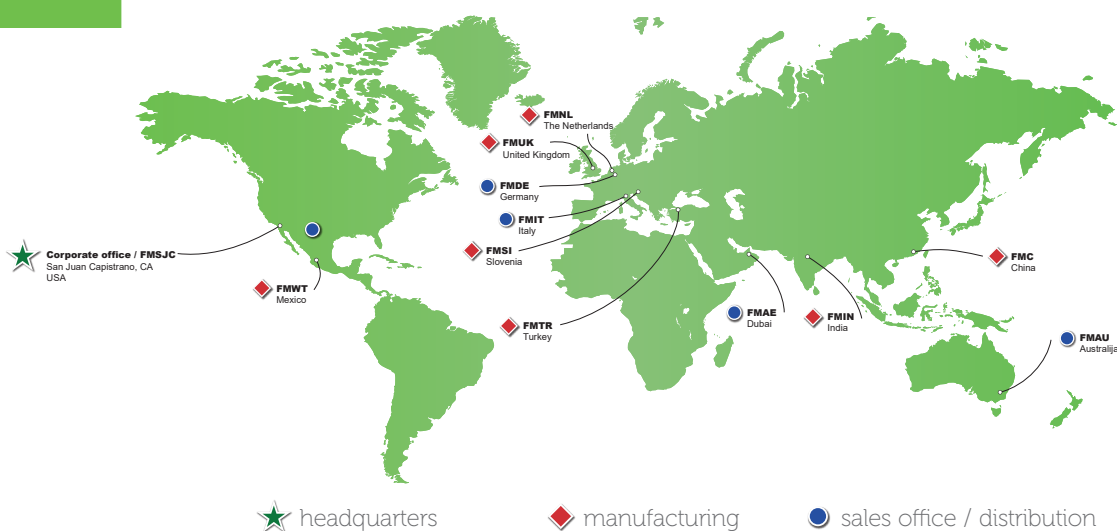 FMNL
The Netherlands
FMUK
United Kingdom
FMDE
Germany
FMIT
Italy
Corporate office / FMSJC
San Juan Capistrano, CA
USA
FMSI
Slovenia
FMC
China
FMWT
Mexico
FMTR
Turkey
FMAE
Dubai
FMIN
India
FMAU
Australija
headquarters
manufacturing
sales office / distribution